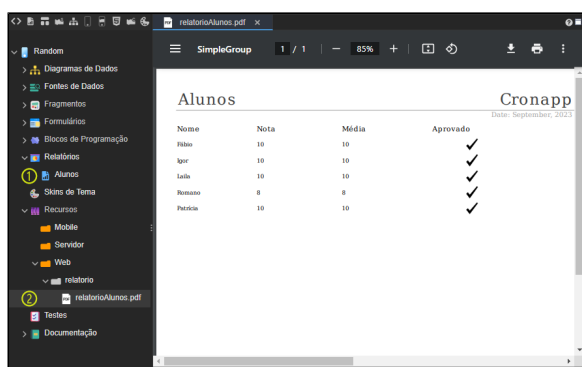 relatorioAlunos.pdf ×
Random
Diagramas de Dados
Fontes de Dados
Fragmentos
Formulários
Blocos de Programação
Relatórios
1 Alunos
Skins de Tema
Recursos
Mobile
Servidor
Web
relatorio
2 relatorioAlunos.pdf
Testes
Documentação
SimpleGroup 1 / 1 − 85% +
Alunos Cronapp
Date: September, 2023
Nome Nota Média Aprovado
Fábio 10 10
Igor 10 10
Laila 10 10
Romano 8 8
Patrícia 10 10